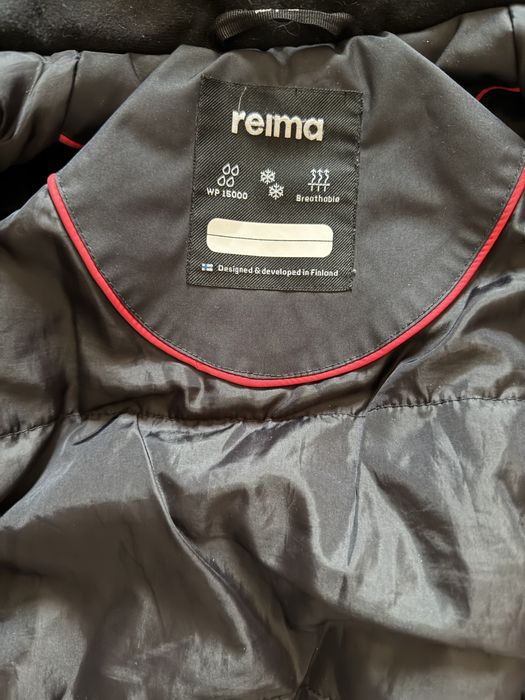 reima
WP 15000 Breathable
Designed & developed in Finland